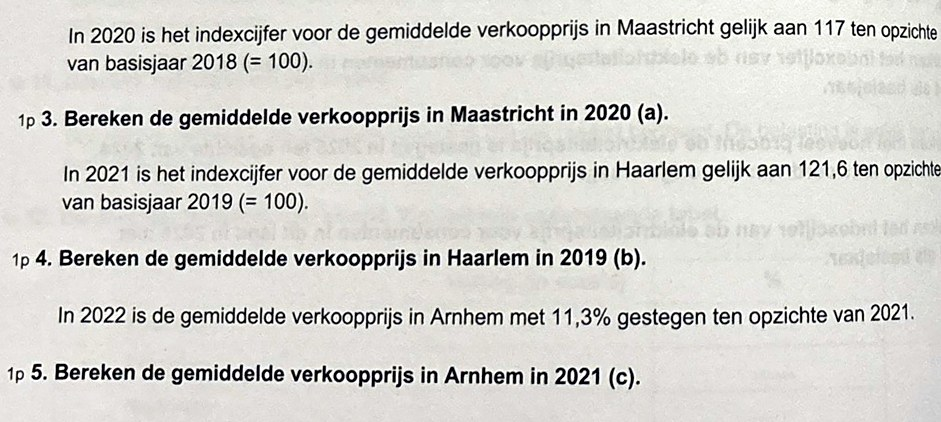 In 2020 is het indexcijfer voor de gemiddelde verkoopprijs in Maastricht gelijk aan 117 ten opzichte
van basisjaar 2018 (= 100).
1p 3. Bereken de gemiddelde verkoopprijs in Maastricht in 2020 (a).
In 2021 is het indexcijfer voor de gemiddelde verkoopprijs in Haarlem gelijk aan 121,6 ten opzichte
van basisjaar 2019 (= 100).
1p 4. Bereken de gemiddelde verkoopprijs in Haarlem in 2019 (b).
In 2022 is de gemiddelde verkoopprijs in Arnhem met 11,3% gestegen ten opzichte van 2021.
1p 5. Bereken de gemiddelde verkoopprijs in Arnhem in 2021 (c).